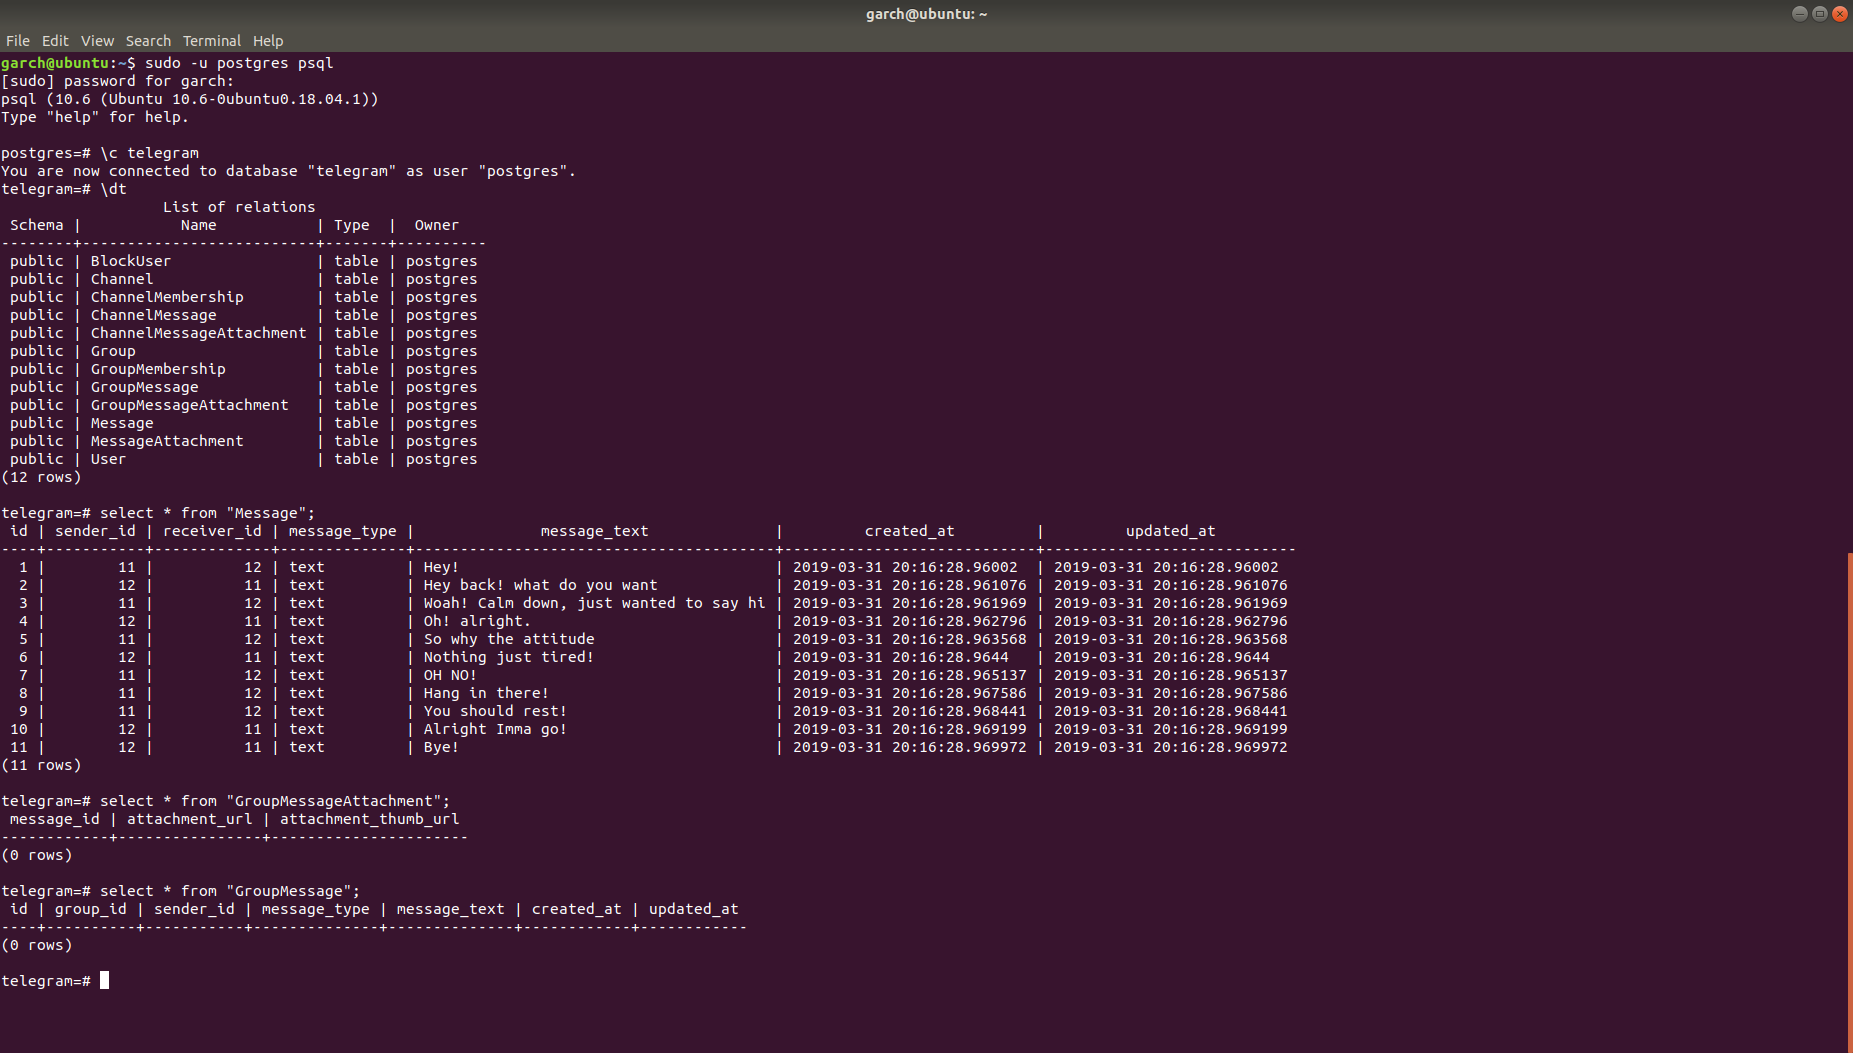 garch@ubuntu: ~
File Edit View Search Terminal Help
garch@ubuntu:~$ sudo -u postgres psql
[sudo] password for garch:
psql (10.6 (Ubuntu 10.6-0ubuntu0.18.04.1))
Type "help" for help.

postgres=# \c telegram
You are now connected to database "telegram" as user "postgres".
telegram=# \dt
                  List of relations
 Schema |           Name           | Type  |  Owner
--------+--------------------------+-------+----------
 public | BlockUser                | table | postgres
 public | Channel                  | table | postgres
 public | ChannelMembership        | table | postgres
 public | ChannelMessage           | table | postgres
 public | ChannelMessageAttachment | table | postgres
 public | Group                    | table | postgres
 public | GroupMembership          | table | postgres
 public | GroupMessage             | table | postgres
 public | GroupMessageAttachment   | table | postgres
 public | Message                  | table | postgres
 public | MessageAttachment        | table | postgres
 public | User                     | table | postgres
(12 rows)

telegram=# select * from "Message";
 id | sender_id | receiver_id | message_type |              message_text              |         created_at         |         updated_at
----+-----------+-------------+--------------+----------------------------------------+----------------------------+----------------------------
  1 |        11 |          12 | text         | Hey!                                   | 2019-03-31 20:16:28.96002  | 2019-03-31 20:16:28.96002
  2 |        12 |          11 | text         | Hey back! what do you want             | 2019-03-31 20:16:28.961076 | 2019-03-31 20:16:28.961076
  3 |        11 |          12 | text         | Woah! Calm down, just wanted to say hi | 2019-03-31 20:16:28.961969 | 2019-03-31 20:16:28.961969
  4 |        12 |          11 | text         | Oh! alright.                           | 2019-03-31 20:16:28.962796 | 2019-03-31 20:16:28.962796
  5 |        11 |          12 | text         | So why the attitude                    | 2019-03-31 20:16:28.963568 | 2019-03-31 20:16:28.963568
  6 |        12 |          11 | text         | Nothing just tired!                    | 2019-03-31 20:16:28.9644   | 2019-03-31 20:16:28.9644
  7 |        11 |          12 | text         | OH NO!                                 | 2019-03-31 20:16:28.965137 | 2019-03-31 20:16:28.965137
  8 |        11 |          12 | text         | Hang in there!                         | 2019-03-31 20:16:28.967586 | 2019-03-31 20:16:28.967586
  9 |        11 |          12 | text         | You should rest!                       | 2019-03-31 20:16:28.968441 | 2019-03-31 20:16:28.968441
 10 |        12 |          11 | text         | Alright Imma go!                       | 2019-03-31 20:16:28.969199 | 2019-03-31 20:16:28.969199
 11 |        12 |          11 | text         | Bye!                                   | 2019-03-31 20:16:28.969972 | 2019-03-31 20:16:28.969972
(11 rows)

telegram=# select * from "GroupMessageAttachment";
 message_id | attachment_url | attachment_thumb_url
------------+----------------+----------------------
(0 rows)

telegram=# select * from "GroupMessage";
 id | group_id | sender_id | message_type | message_text | created_at | updated_at
----+----------+-----------+--------------+--------------+------------+------------
(0 rows)

telegram=#